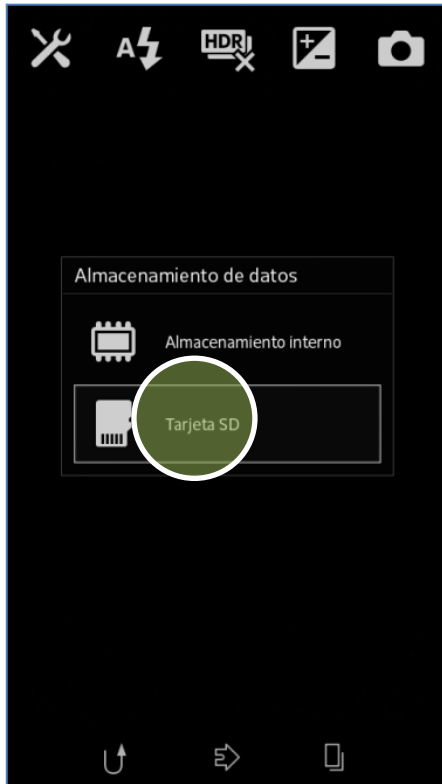 A
HDR
Almacenamiento de datos
Almacenamiento interno
Tarjeta SD